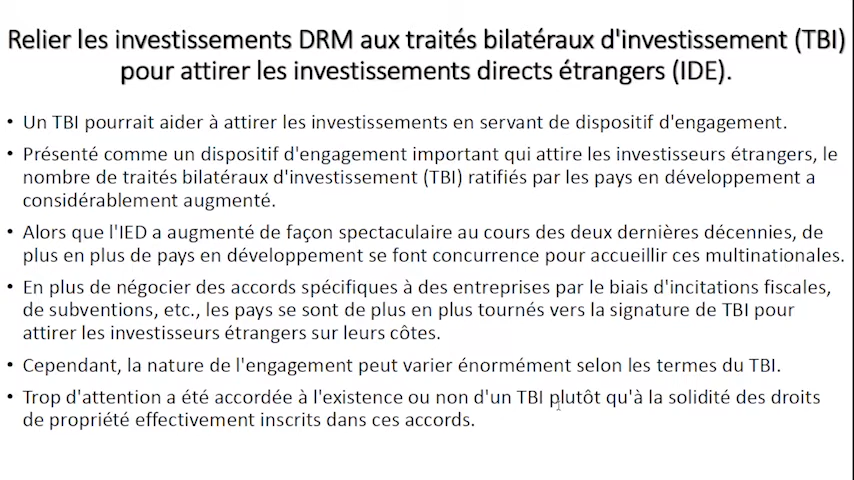 Relier les investissements DRM aux traités bilatéraux d'investissement (TBI)
pour attirer les investissements directs étrangers (IDE).
• Un TBI pourrait aider à attirer les investissements en servant de dispositif d'engagement.
• Présenté comme un dispositif d'engagement important qui attire les investisseurs étrangers, le
nombre de traités bilatéraux d'investissement (TBI) ratifiés par les pays en développement a
considérablement augmenté.
• Alors que l'IED a augmenté de façon spectaculaire au cours des deux dernières décennies, de
plus en plus de pays en développement se font concurrence pour accueillir ces multinationales.
• En plus de négocier des accords spécifiques à des entreprises par le biais d'incitations fiscales,
de subventions, etc., les pays se sont de plus en plus tournés vers la signature de TBI pour
attirer les investisseurs étrangers sur leurs côtes.
• Cependant, la nature de l'engagement peut varier énormément selon les termes du TBI.
• Trop d'attention a été accordée à l'existence ou non d'un TBI plutôt qu'à la solidité des droits
de propriété effectivement inscrits dans ces accords.